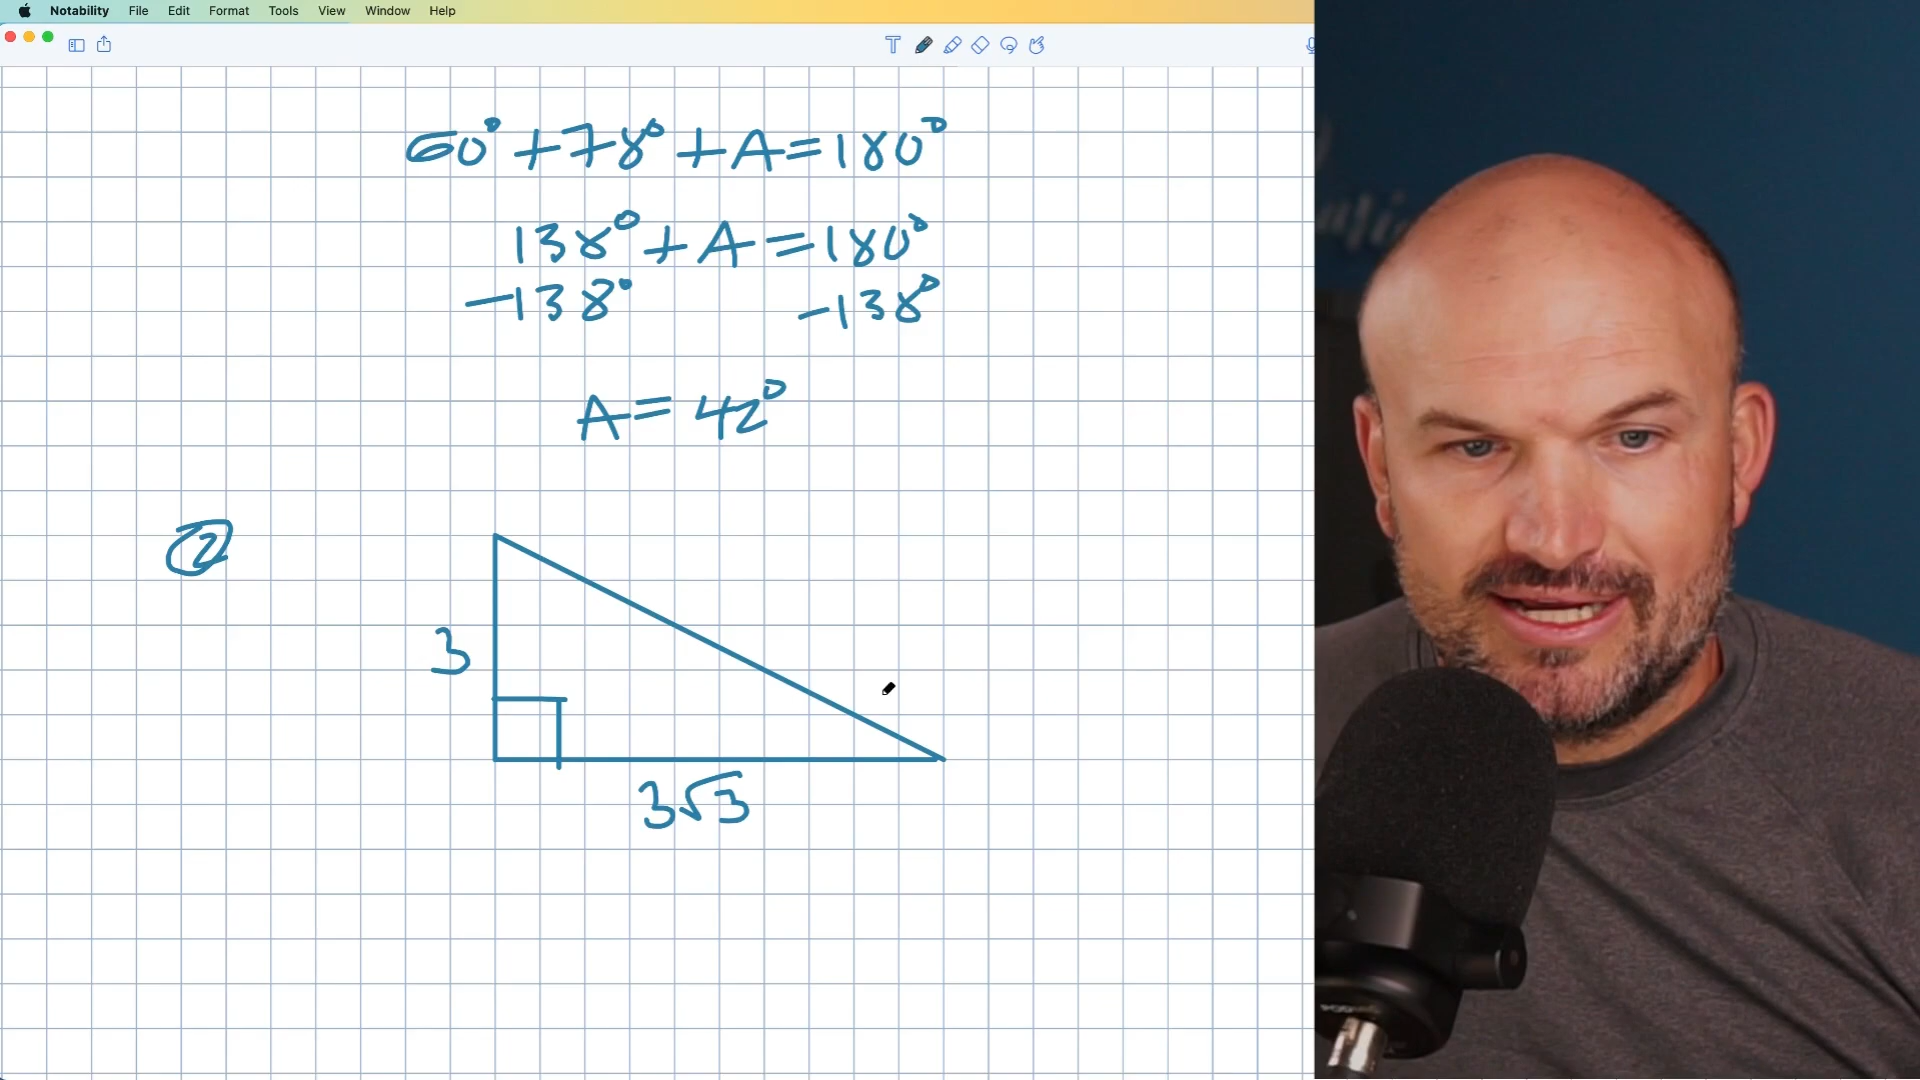 Notability File Edit Format Tools View Window Help
60° + 78° + A = 180°
138° + A = 180°
-138° -138°
A = 42°
2
3
3√3